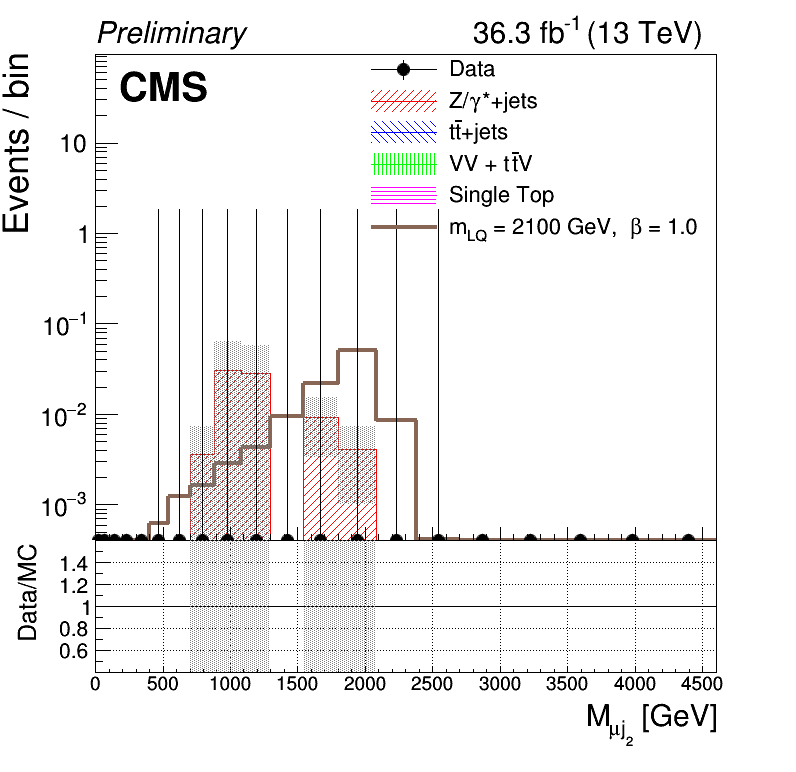 Preliminary 36.3 fb⁻¹ (13 TeV)
CMS
Events / bin
Data
Z/γ*+jets
tt̄+jets
VV + tt̄V
Single Top
m_LQ = 2100 GeV, β = 1.0
10
1
10⁻¹
10⁻²
10⁻³
Data/MC
1.4
1.2
1
0.8
0.6
0 500 1000 1500 2000 2500 3000 3500 4000 4500
M_μj₂ [GeV]